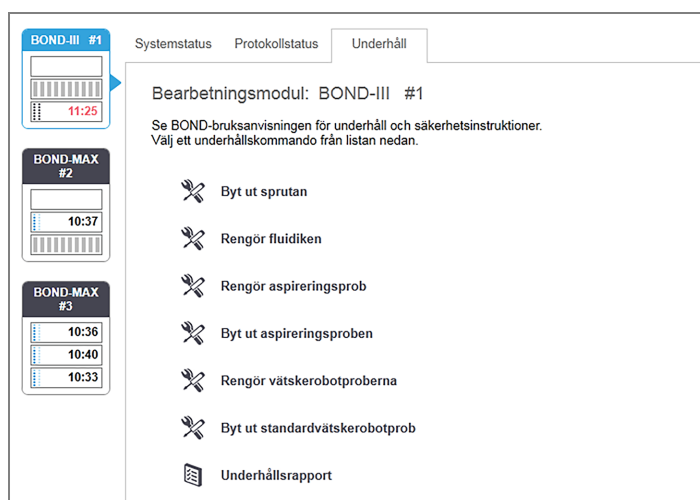 BOND-III #1
11:25
BOND-MAX
#2
10:37
BOND-MAX
#3
10:36
10:40
10:33
Systemstatus Protokollstatus Underhåll
Bearbetningsmodul: BOND-III #1
Se BOND-bruksanvisningen för underhåll och säkerhetsinstruktioner.
Välj ett underhållskommando från listan nedan.
Byt ut sprutan
Rengör fluidiken
Rengör aspireringsprob
Byt ut aspireringsproben
Rengör vätskerobotproberna
Byt ut standardvätskerobotprob
Underhållsrapport